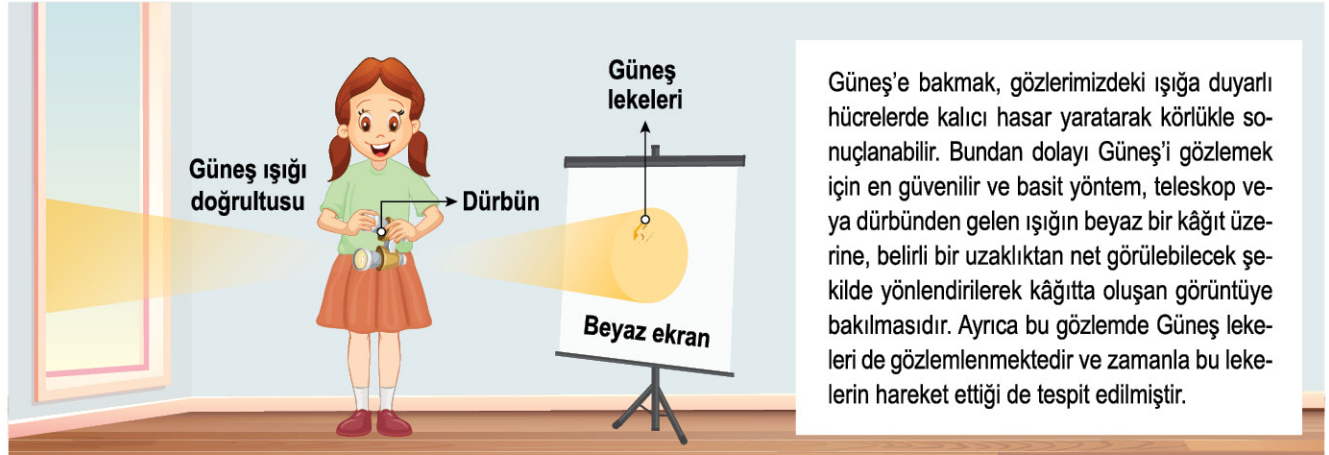 Güneş
lekeleri
Güneş ışığı
doğrultusu
Dürbün
Beyaz ekran
Güneş'e bakmak, gözlerimizdeki ışığa duyarlı
hücrelerde kalıcı hasar yaratarak körlükle so-
nuçlanabilir. Bundan dolayı Güneş'i gözlemek
için en güvenilir ve basit yöntem, teleskop ve-
ya dürbünden gelen ışığın beyaz bir kâğıt üze-
rine, belirli bir uzaklıktan net görülebilecek şe-
kilde yönlendirilerek kâğıtta oluşan görüntüye
bakılmasıdır. Ayrıca bu gözlemde Güneş leke-
leri de gözlemlenmektedir ve zamanla bu leke-
lerin hareket ettiği de tespit edilmiştir.